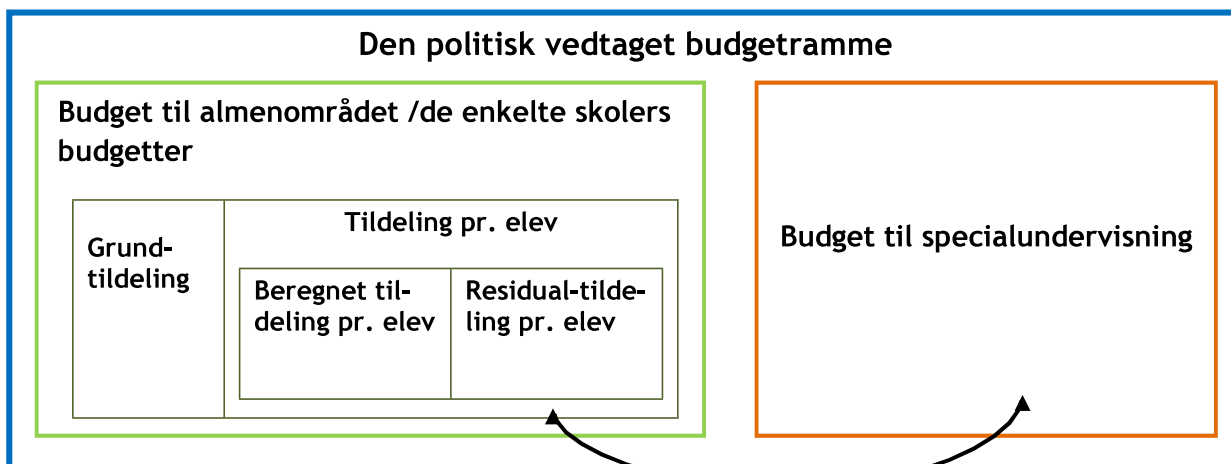 Den politisk vedtaget budgetramme
Budget til almenområdet /de enkelte skolers
budgetter
Grund-
tildeling
Tildeling pr. elev
Beregnet til-
deling pr. elev
Residual-tilde-
ling pr. elev
Budget til specialundervisning